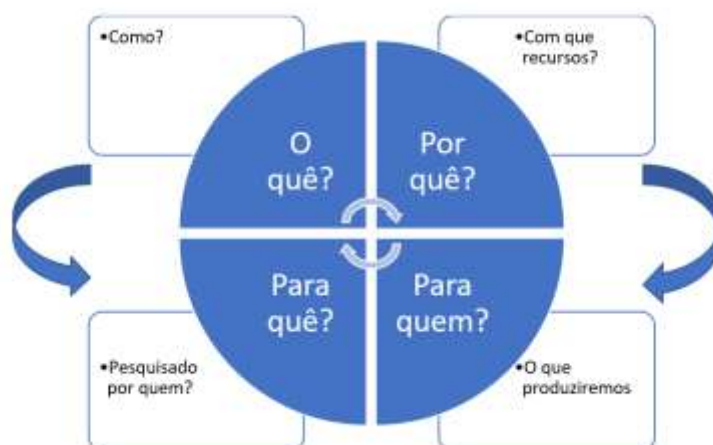 •Como?
•Com que
recursos?
O
quê?
Por
quê?
Para
quê?
Para
quem?
•Pesquisado
por quem?
•O que
produziremos